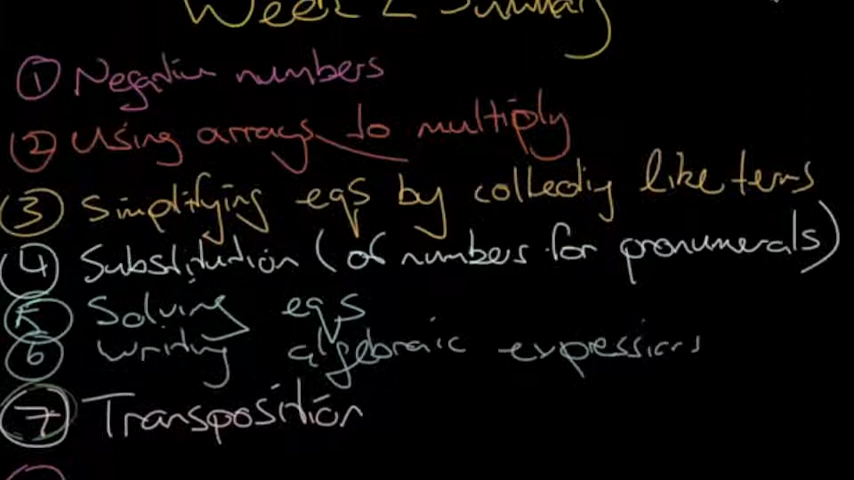 Week 2 Summary
① Negative numbers
② Using arrays to multiply
③ Simplifying eqs by collecting like terms
④ Substitution (of numbers for pronumerals)
⑤ Solving eqs
⑥ Writing algebraic expressions
⑦ Transposition